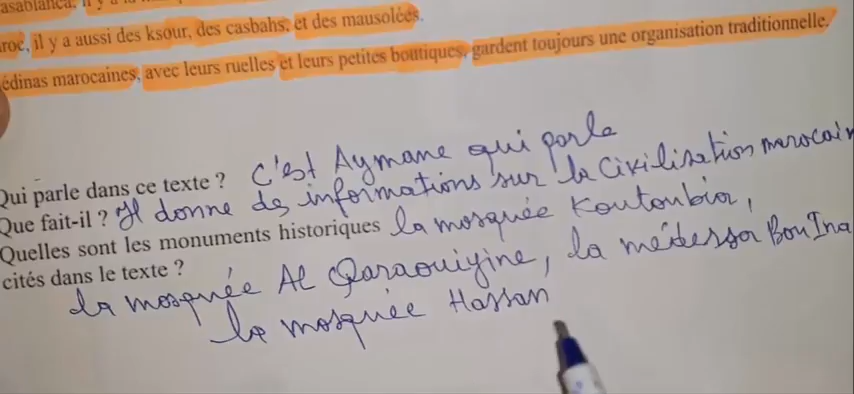 asablanca, il y a
roc, il y a aussi des ksour, des casbahs, et des mausolées.
édinas marocaines, avec leurs ruelles et leurs petites boutiques, gardent toujours une organisation traditionnelle.
Qui parle dans ce texte ? C'est Aymane qui parle
Que fait-il ? Il donne des informations sur la Civilisation marocain
Quelles sont les monuments historiques la mosquée Koutoubia,
cités dans le texte ?
la mosquée Al Qaraouiyine, la médersa Bou Ina
la mosquée Hassan